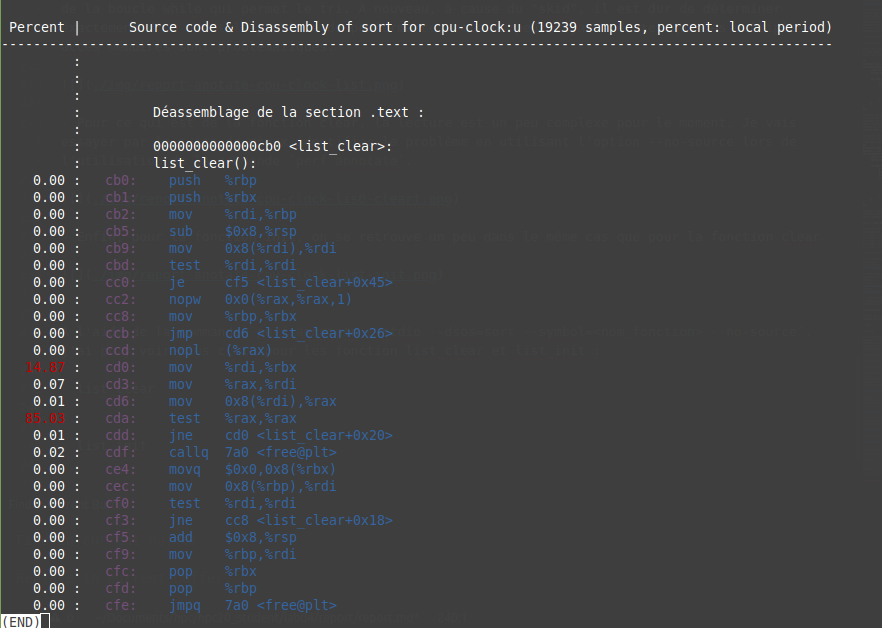 Percent |      Source code & Disassembly of sort for cpu-clock:u (19239 samples, percent: local period)
--------------------------------------------------------------------------------------------------------
:
:
:
: Déassemblage de la section .text :
:
: 0000000000000cb0 <list_clear>:
: list_clear():
0.00 : cb0: push %rbp
0.00 : cb1: push %rbx
0.00 : cb2: mov %rdi,%rbp
0.00 : cb5: sub $0x8,%rsp
0.00 : cb9: mov 0x8(%rdi),%rdi
0.00 : cbd: test %rdi,%rdi
0.00 : cc0: je cf5 <list_clear+0x45>
0.00 : cc2: nopw 0x0(%rax,%rax,1)
0.00 : cc8: mov %rbp,%rbx
0.00 : ccb: jmp cd6 <list_clear+0x26>
0.00 : ccd: nopl (%rax)
14.87 : cd0: mov %rdi,%rbx
0.07 : cd3: mov %rax,%rdi
0.01 : cd6: mov 0x8(%rdi),%rax
85.03 : cda: test %rax,%rax
0.01 : cdd: jne cd0 <list_clear+0x20>
0.02 : cdf: callq 7a0 <free@plt>
0.00 : ce4: movq $0x0,0x8(%rbx)
0.00 : cec: mov 0x8(%rbp),%rdi
0.00 : cf0: test %rdi,%rdi
0.00 : cf3: jne cc8 <list_clear+0x18>
0.00 : cf5: add $0x8,%rsp
0.00 : cf9: mov %rbp,%rdi
0.00 : cfc: pop %rbx
0.00 : cfd: pop %rbp
0.00 : cfe: jmpq 7a0 <free@plt>
(END)